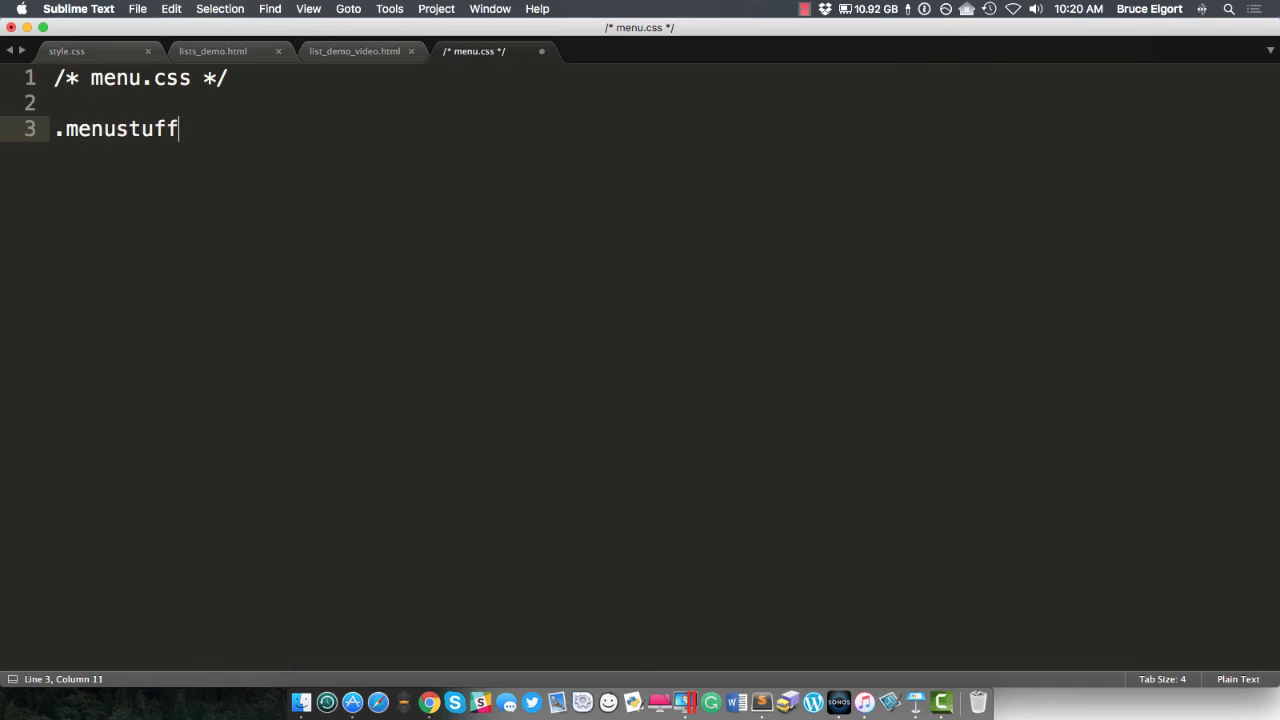 Sublime Text File Edit Selection Find View Goto Tools Project Window Help 10.92 GB 10:20 AM Bruce Elgort
/* menu.css */
style.css lists_demo.html list_demo_video.html /* menu.css */
1 /* menu.css */
2
3 .menustuff
Line 3, Column 11 Tab Size: 4 Plain Text
SONOS